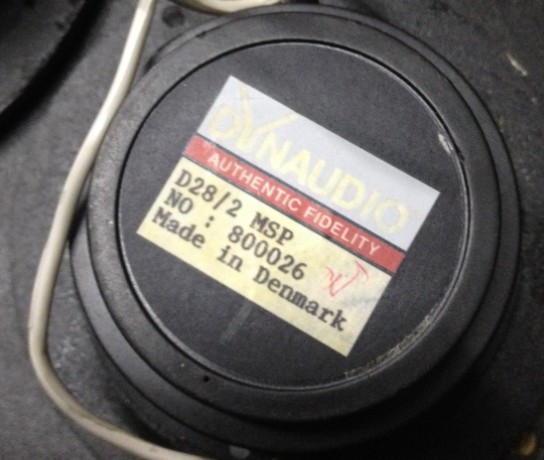 DYNAUDIO
AUTHENTIC FIDELITY
D28/2 MSP
NO : 800026
Made in Denmark